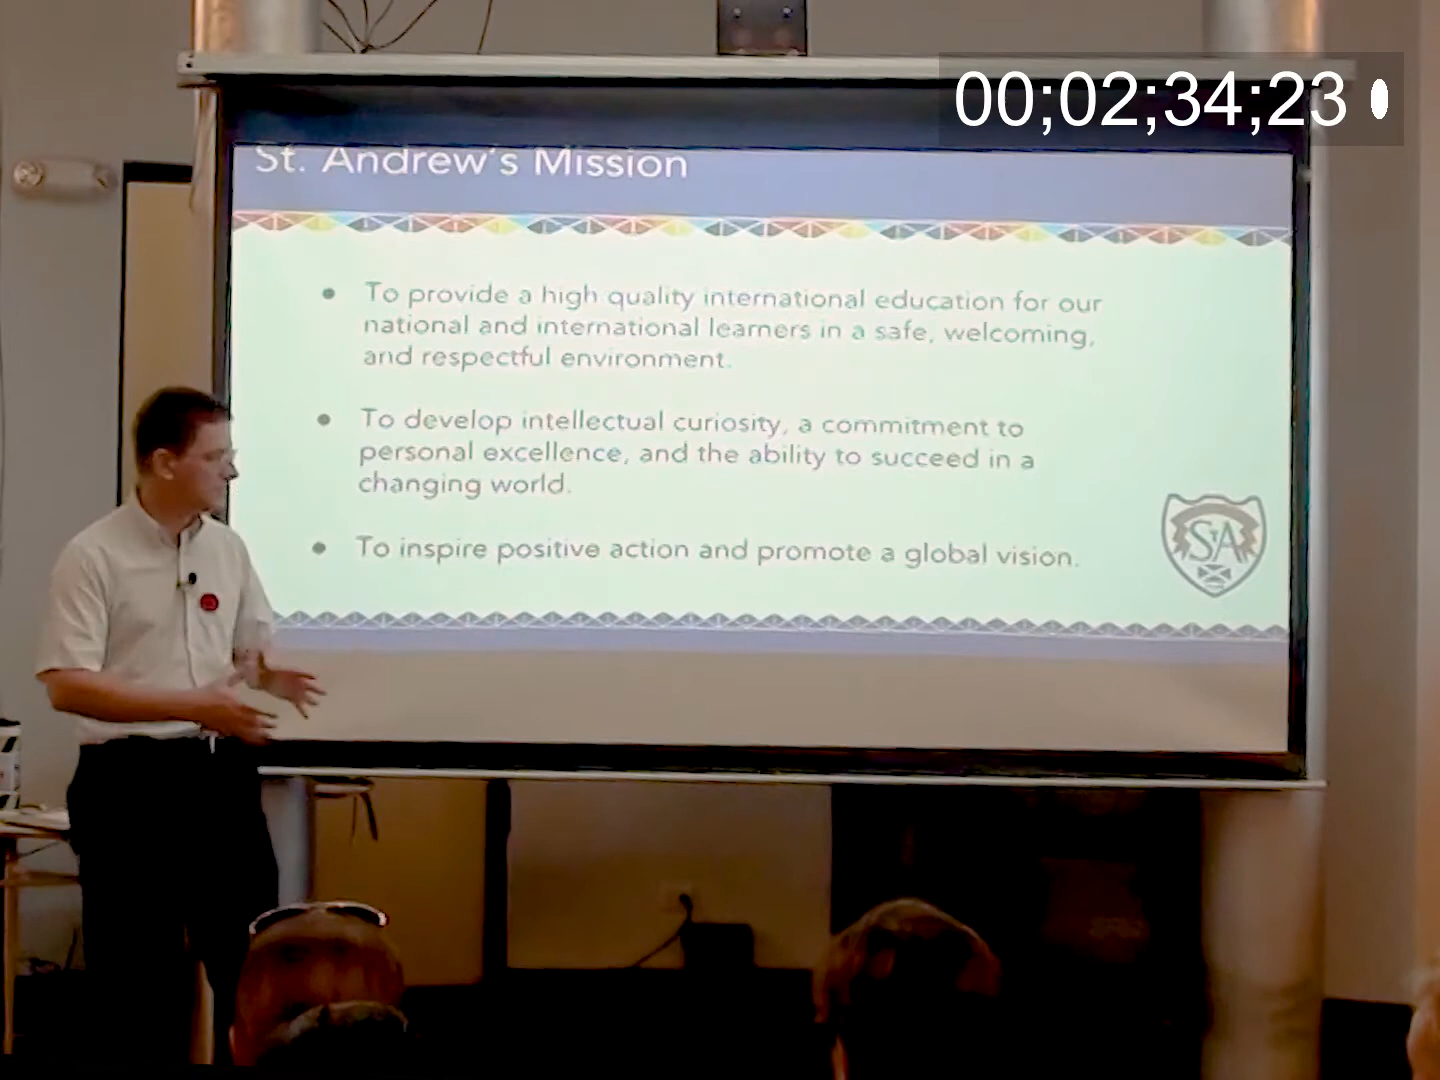 00;02;34;23
St. Andrew's Mission
• To provide a high quality international education for our
national and international learners in a safe, welcoming,
and respectful environment.
• To develop intellectual curiosity, a commitment to
personal excellence, and the ability to succeed in a
changing world.
• To inspire positive action and promote a global vision.
StA